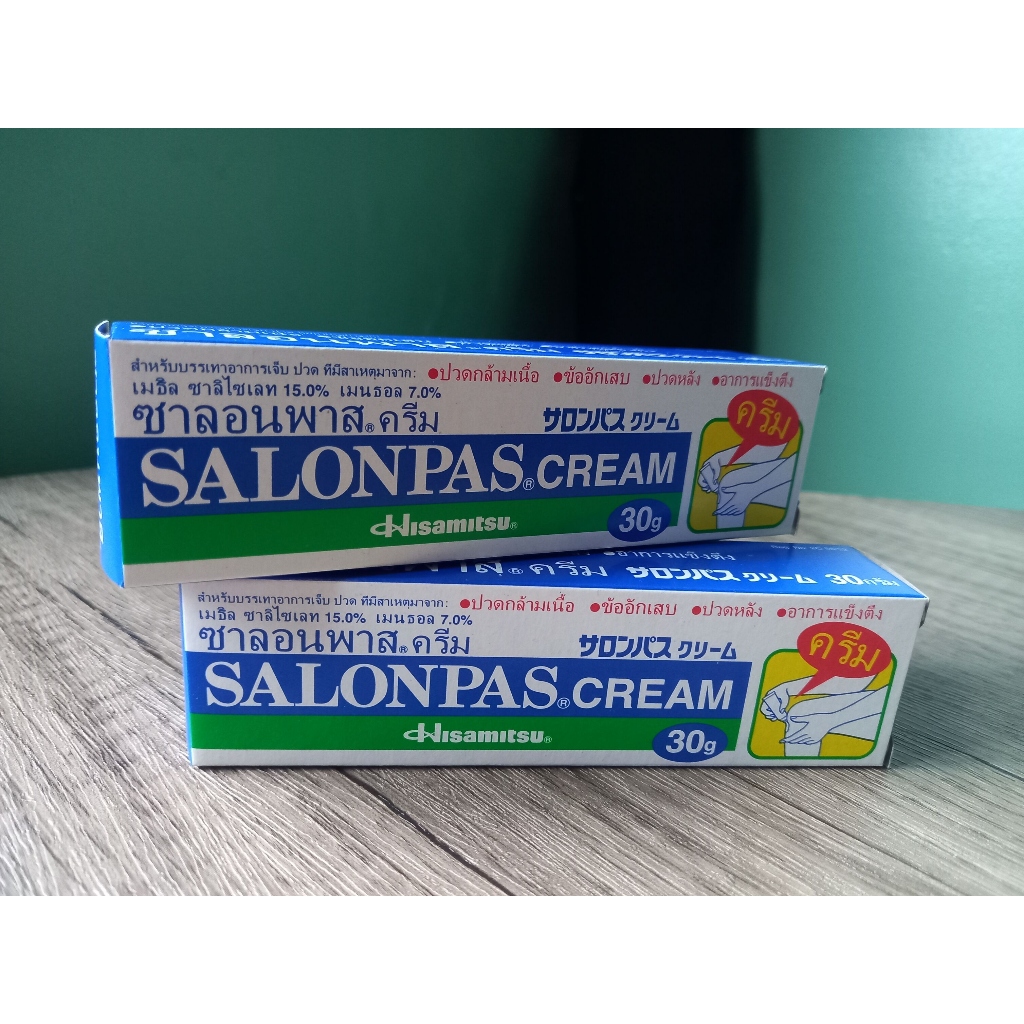 สำหรับบรรเทาอาการเจ็บ ปวด ที่มีสาเหตุมาจาก: •ปวดกล้ามเนื้อ •ข้ออักเสบ •ปวดหลัง •อาการแข็งตึง
เมธิล ซาลิไซเลท 15.0% เมนธอล 7.0%
ซาลอนพาส® ครีม サロンパス クリーム
ครีม
SALONPAS® CREAM
Hisamitsu® 30g
•อาการแข็งตึง
ครีม サロンパス クリーム 30กรัม
สำหรับบรรเทาอาการเจ็บ ปวด ที่มีสาเหตุมาจาก: •ปวดกล้ามเนื้อ •ข้ออักเสบ •ปวดหลัง •อาการแข็งตึง
เมธิล ซาลิไซเลท 15.0% เมนธอล 7.0%
ซาลอนพาส® ครีม サロンパス クリーム
ครีม
SALONPAS® CREAM
Hisamitsu® 30g